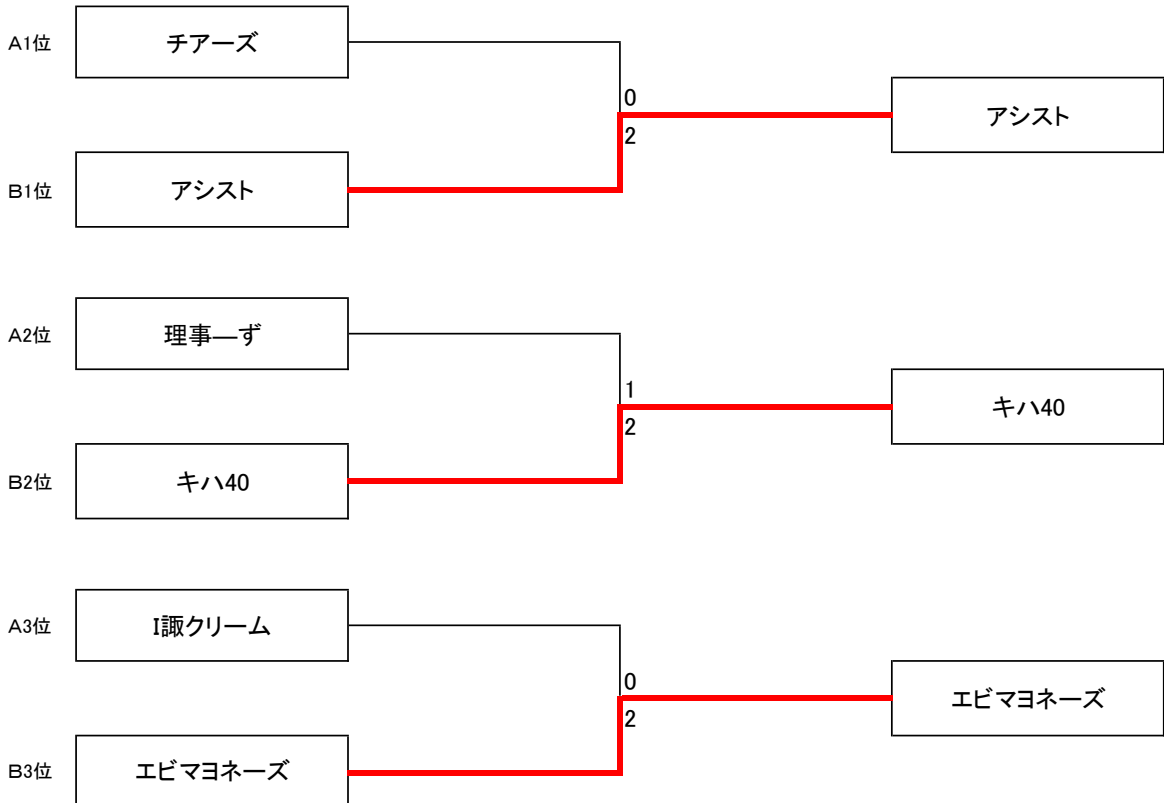 A1位 チアーズ
0
2
アシスト
B1位 アシスト
A2位 理事―ず
1
2
キハ40
B2位 キハ40
A3位 I諏クリーム
0
2
エビマヨネーズ
B3位 エビマヨネーズ